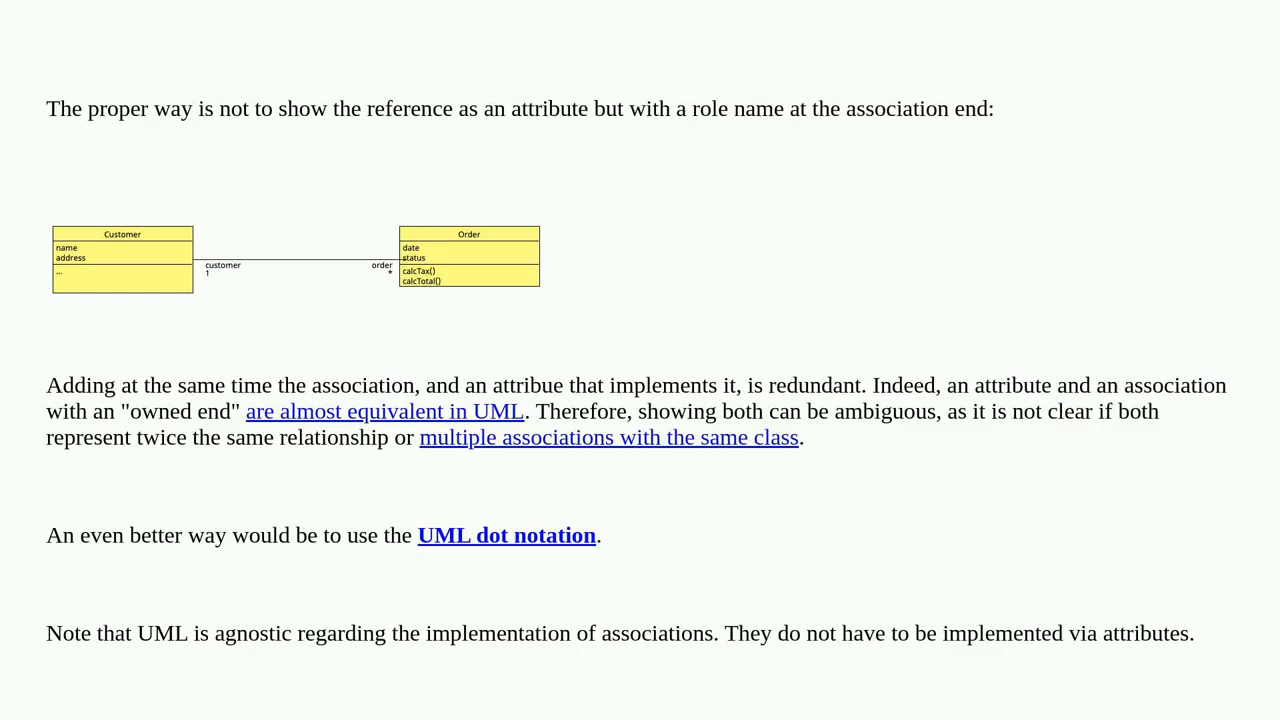 The proper way is not to show the reference as an attribute but with a role name at the association end:
Customer
name
address
...
customer
1
order
*
Order
date
status
calcTax()
calcTotal()
Adding at the same time the association, and an attribue that implements it, is redundant. Indeed, an attribute and an association
with an "owned end" are almost equivalent in UML. Therefore, showing both can be ambiguous, as it is not clear if both
represent twice the same relationship or multiple associations with the same class.
An even better way would be to use the UML dot notation.
Note that UML is agnostic regarding the implementation of associations. They do not have to be implemented via attributes.